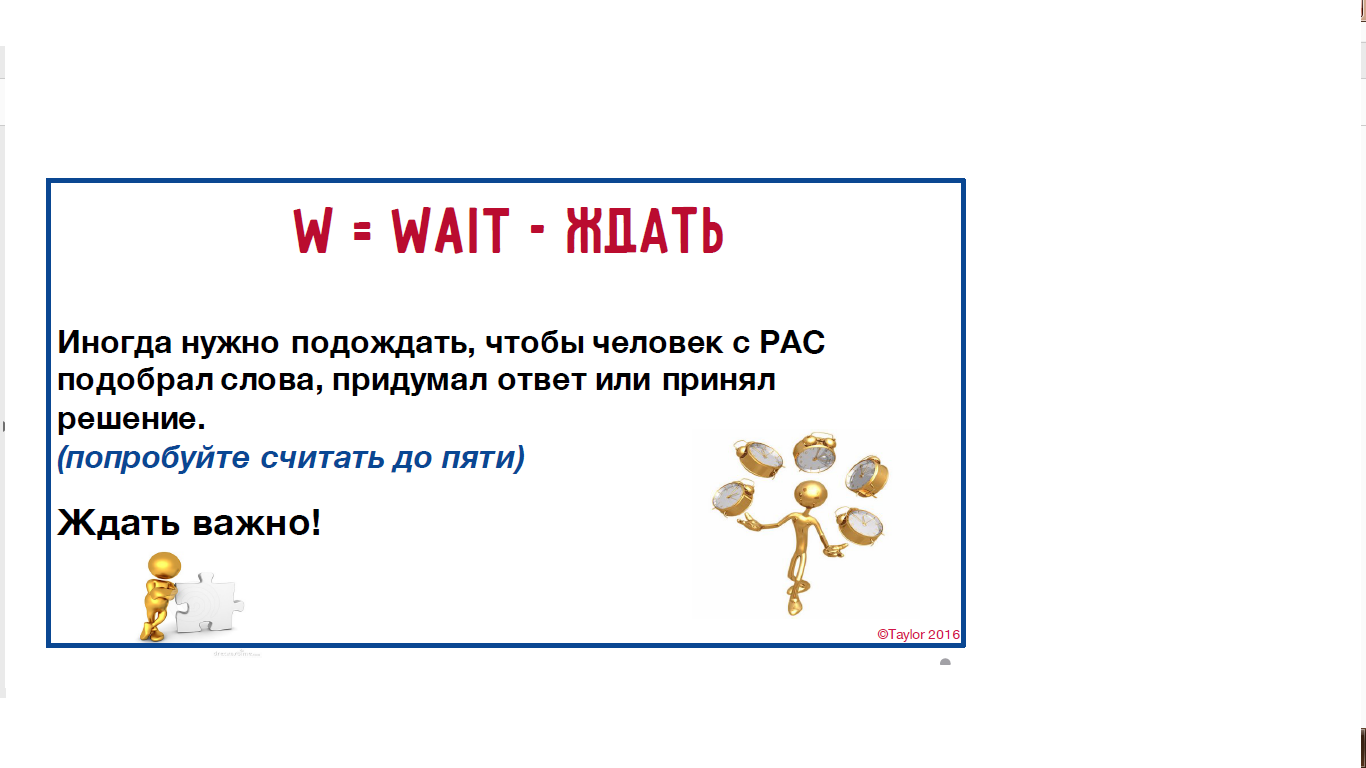 W = WAIT - ЖДАТЬ
Иногда нужно подождать, чтобы человек с РАС
подобрал слова, придумал ответ или принял
решение.
(попробуйте считать до пяти)
Ждать важно!
©Taylor 2016